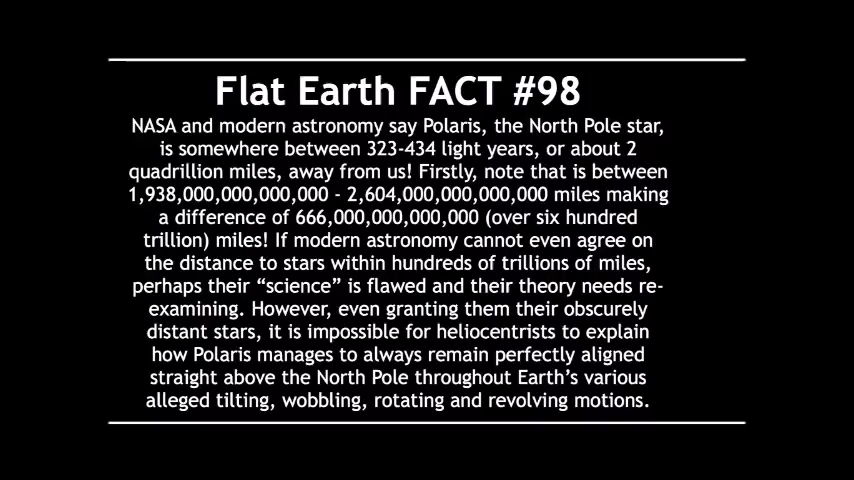 Flat Earth FACT #98
NASA and modern astronomy say Polaris, the North Pole star,
is somewhere between 323-434 light years, or about 2
quadrillion miles, away from us! Firstly, note that is between
1,938,000,000,000,000 - 2,604,000,000,000,000 miles making
a difference of 666,000,000,000,000 (over six hundred
trillion) miles! If modern astronomy cannot even agree on
the distance to stars within hundreds of trillions of miles,
perhaps their “science” is flawed and their theory needs re-
examining. However, even granting them their obscurely
distant stars, it is impossible for heliocentrists to explain
how Polaris manages to always remain perfectly aligned
straight above the North Pole throughout Earth’s various
alleged tilting, wobbling, rotating and revolving motions.